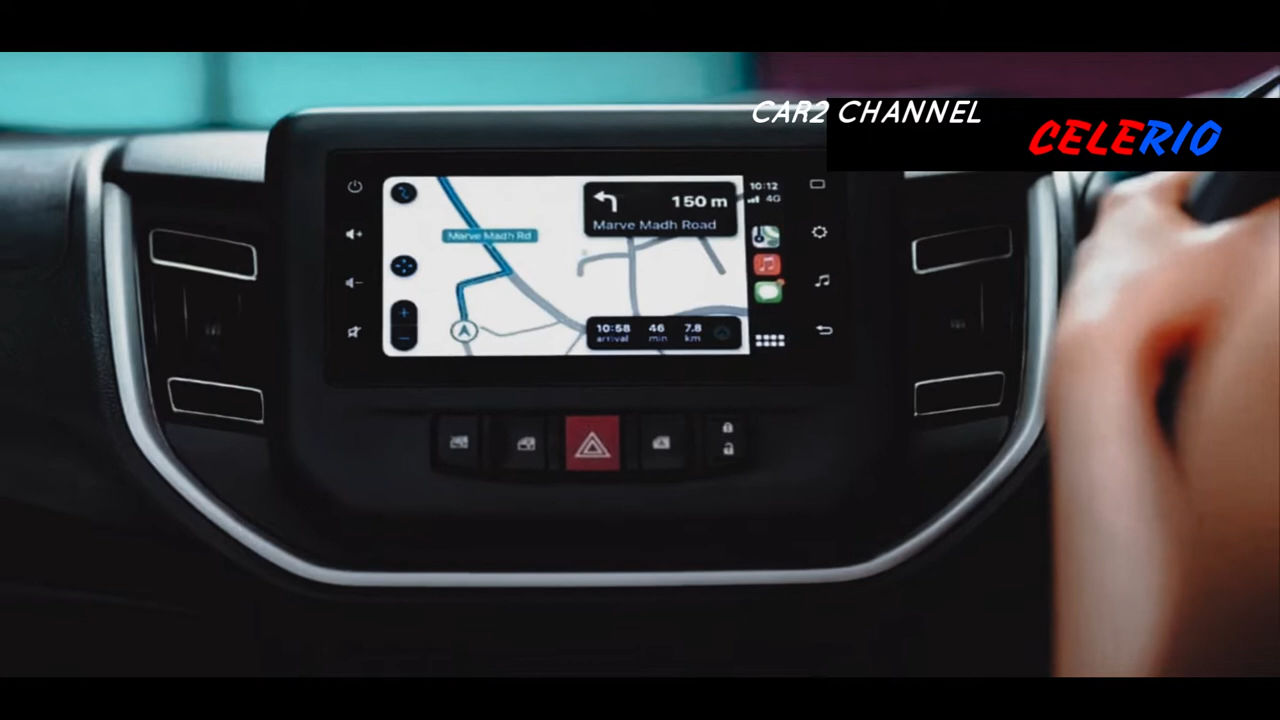 CAR2 CHANNEL
CELERIO
10:12
4G
150 m
Marve Madh Road
Marve Madh Rd
10:58 46 7.8
arrival min km